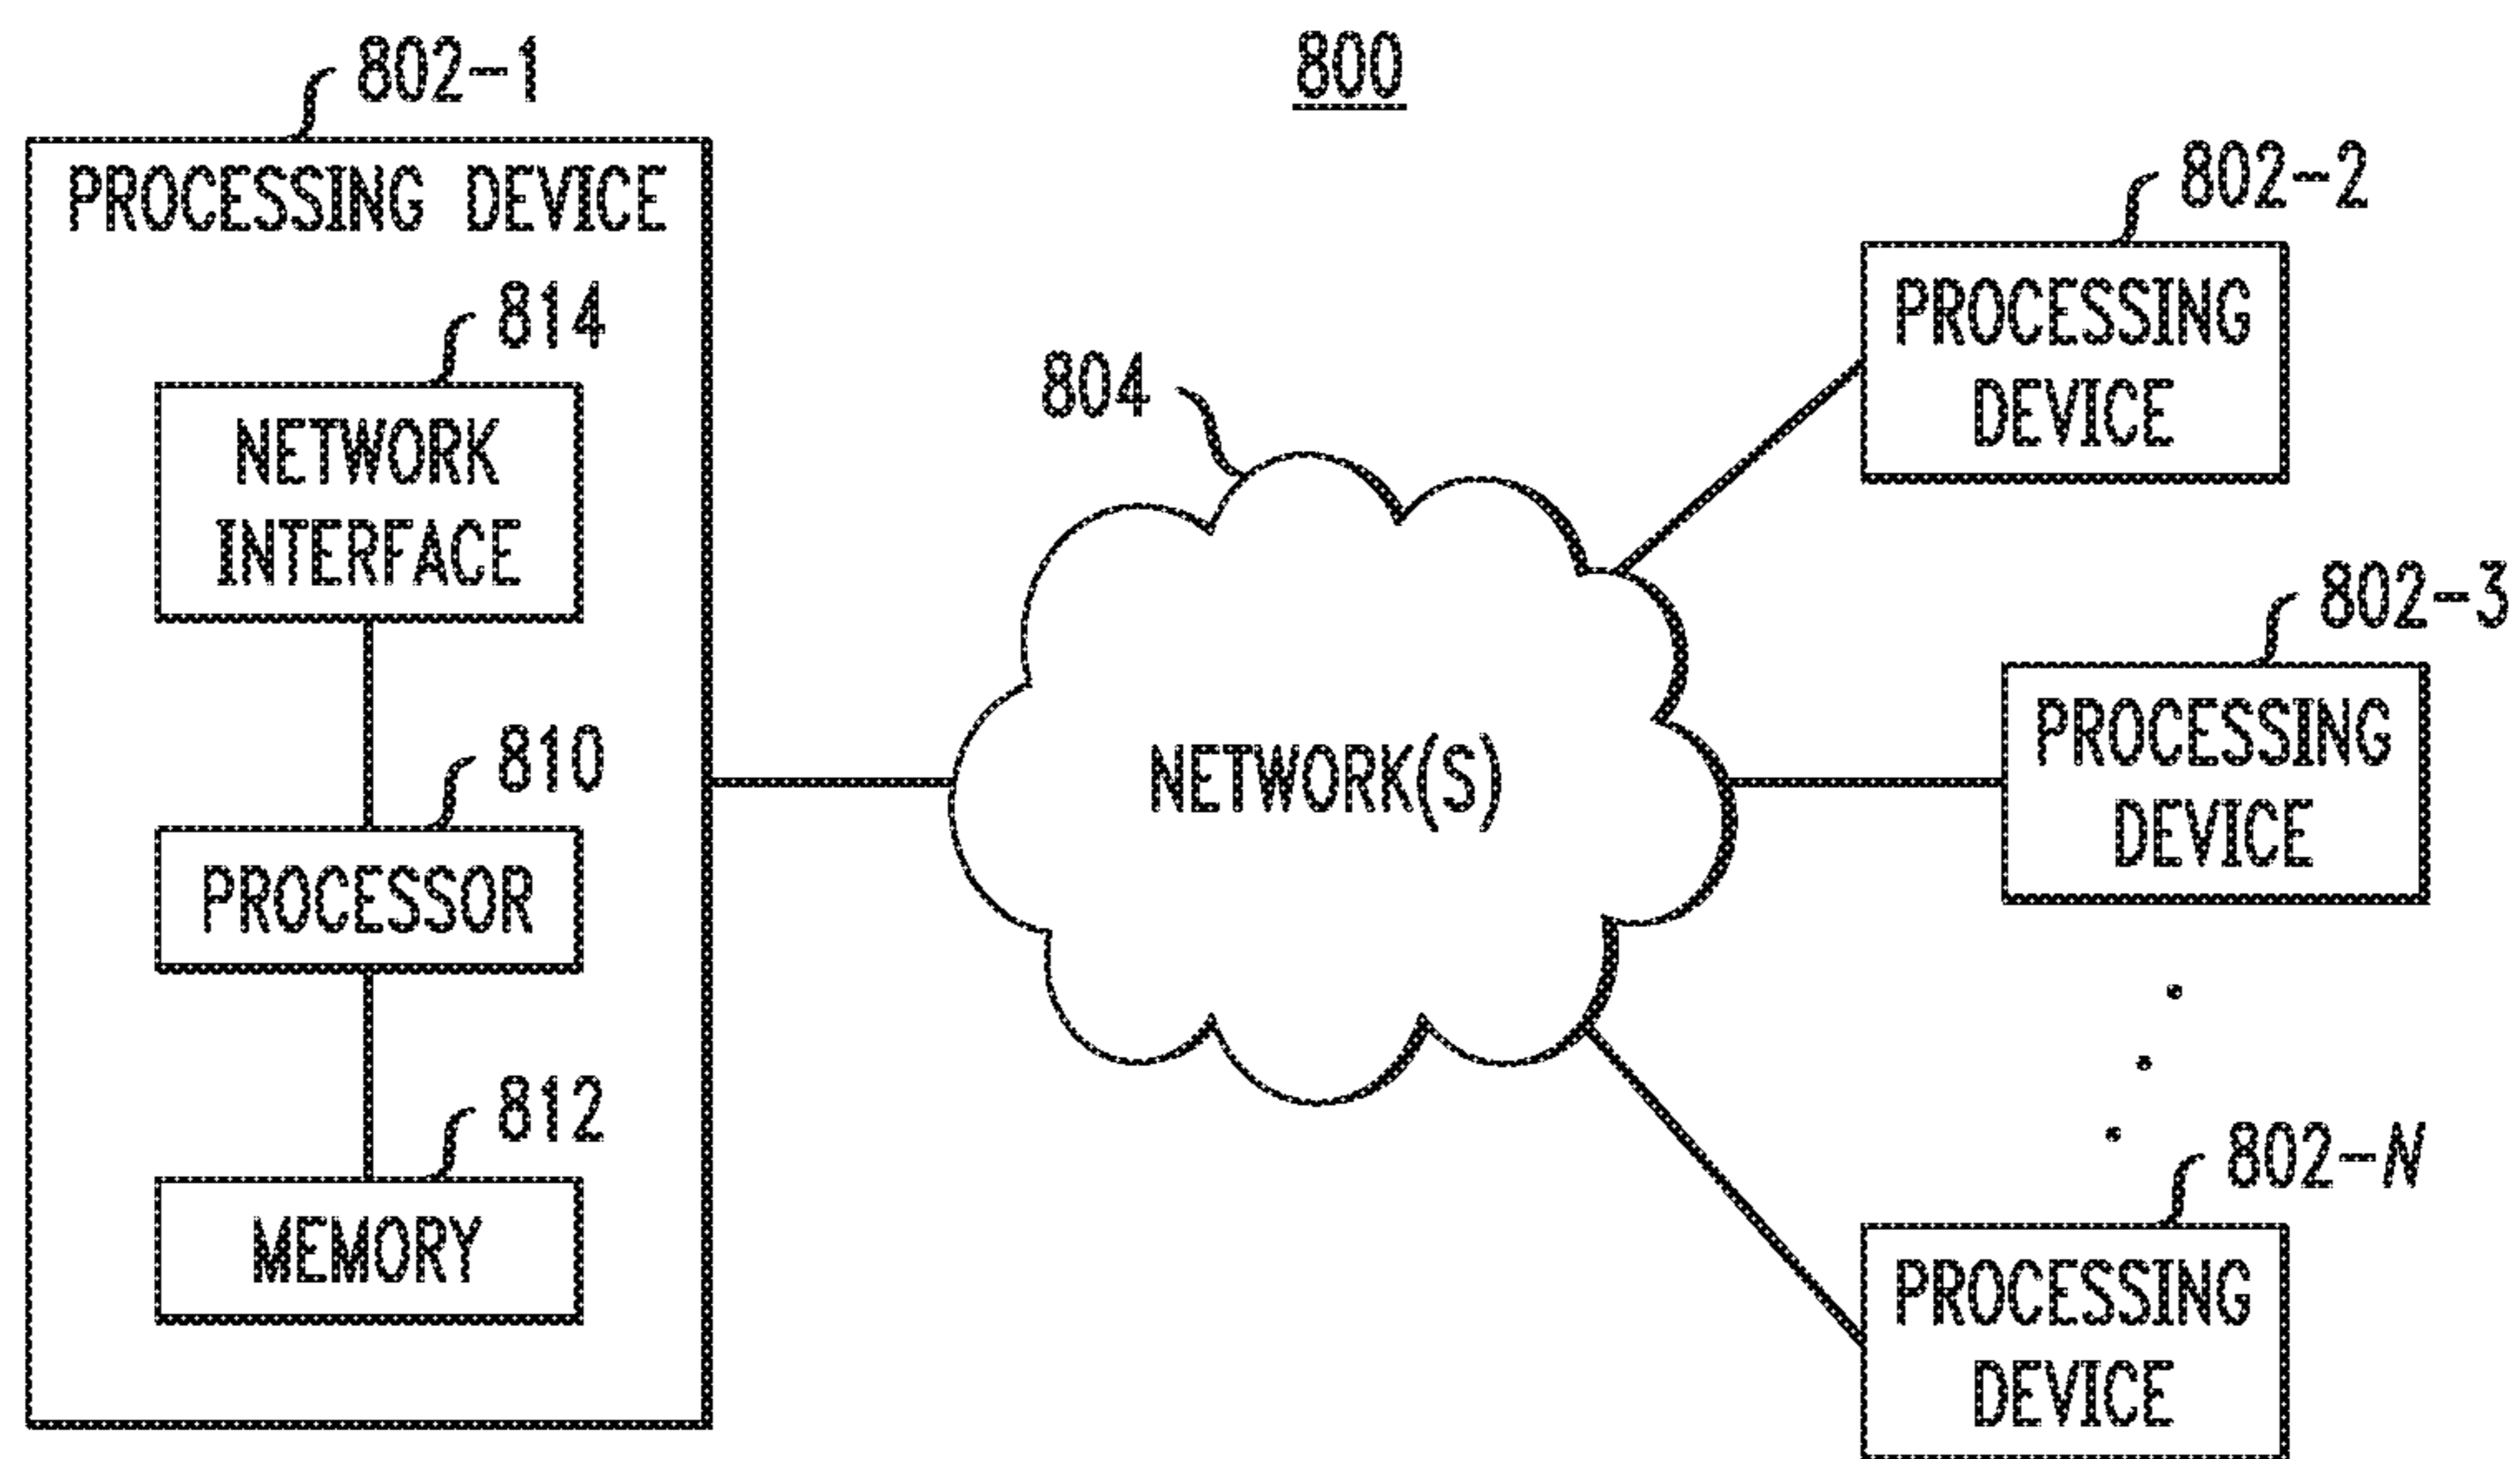 800
802-1
PROCESSING DEVICE
814
NETWORK
INTERFACE
810
PROCESSOR
812
MEMORY
804
NETWORK(S)
802-2
PROCESSING
DEVICE
802-3
PROCESSING
DEVICE
802-N
PROCESSING
DEVICE